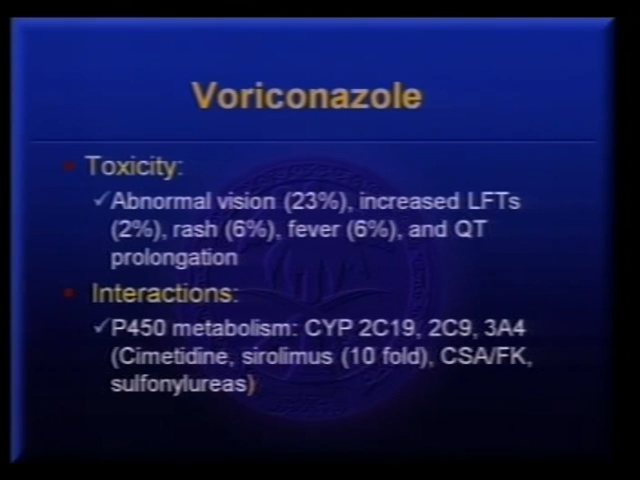 Voriconazole
Toxicity:
Abnormal vision (23%), increased LFTs
(2%), rash (6%), fever (6%), and QT
prolongation
Interactions:
P450 metabolism: CYP 2C19, 2C9, 3A4
(Cimetidine, sirolimus (10 fold), CSA/FK,
sulfonylureas)